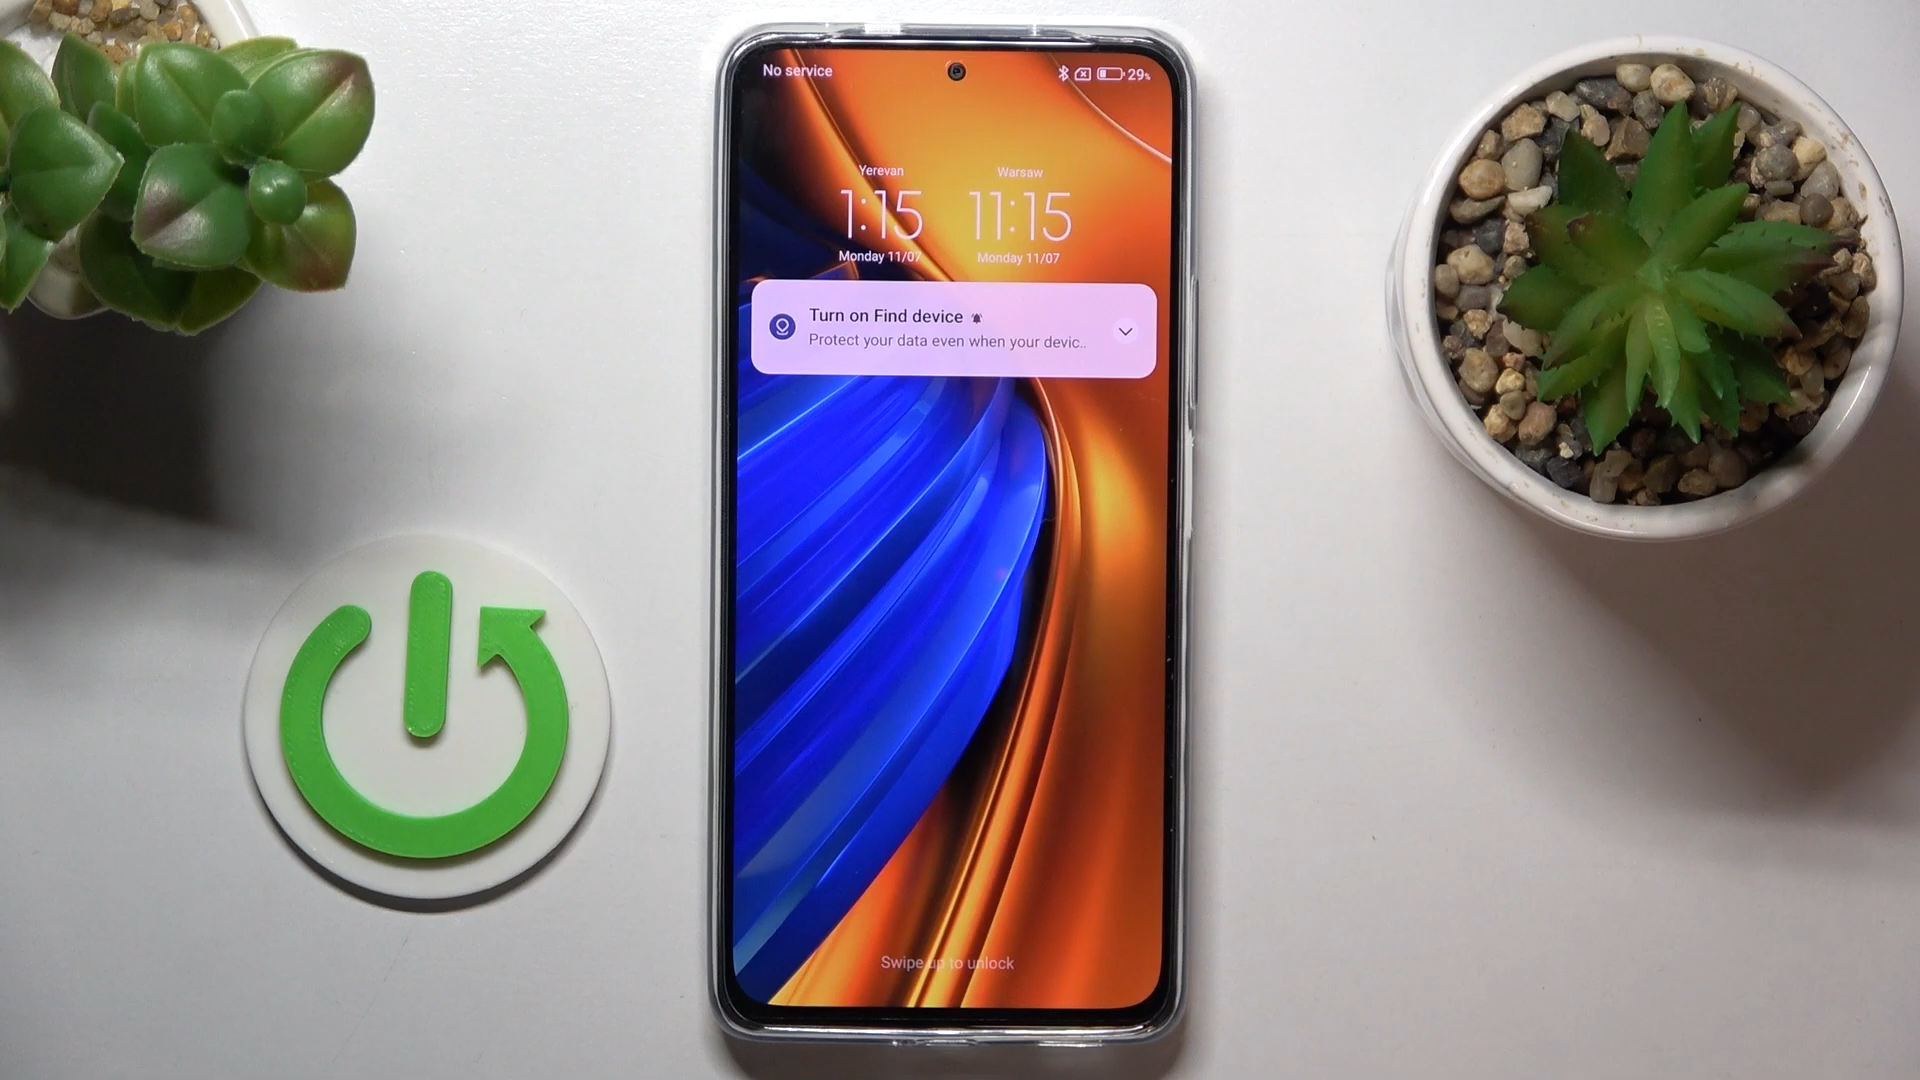 No service
29%
Yerevan
Warsaw
1:15
11:15
Monday 11/07
Monday 11/07
Turn on Find device
Protect your data even when your devic..
Swipe up to unlock